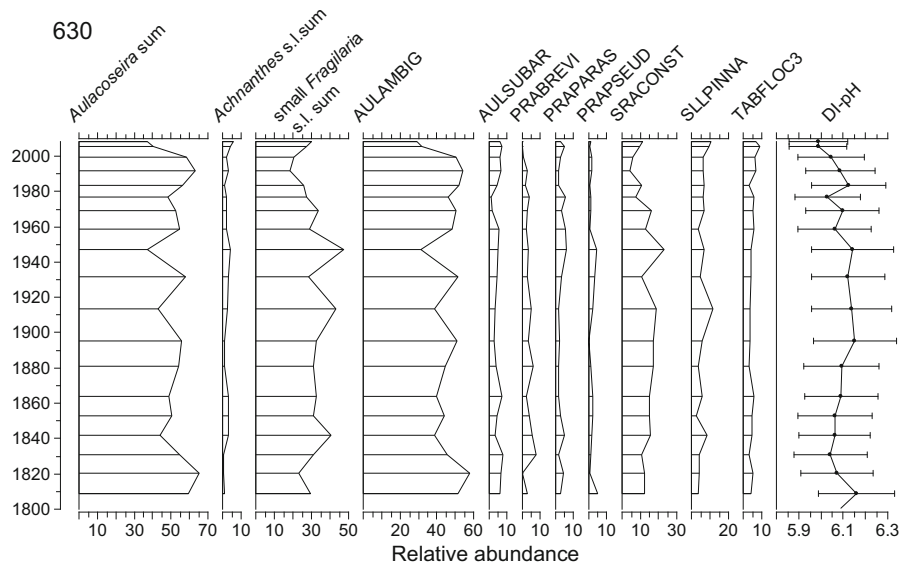 630
Aulacoseira sum
Achnanthes s.l.sum
small Fragilaria
s.l. sum
AULAMBIG
AULSUBAR
PRABREVI
PRAPARAS
PRAPSEUD
SRACONST
SLLPINNA
TABFLOC3
DI-pH
2000
1980
1960
1940
1920
1900
1880
1860
1840
1820
1800
10 30 50 70 10 10 20 30 40 50 20 40 60 10 10 10 10 10 30 20 10 5.9 6.1 6.3
Relative abundance